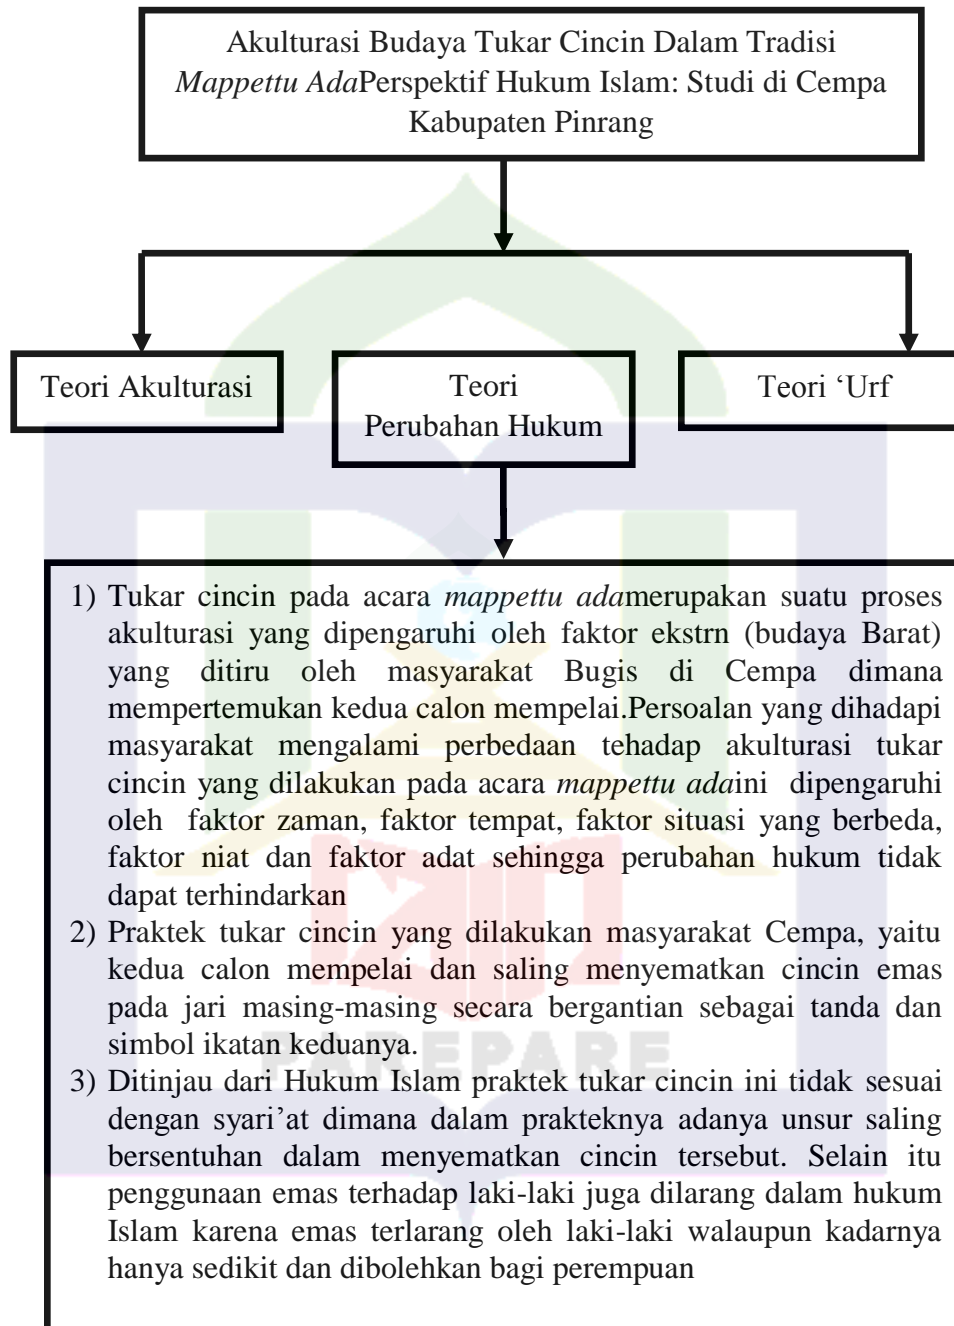 Akulturasi Budaya Tukar Cincin Dalam Tradisi
Mappettu AdaPerspektif Hukum Islam: Studi di Cempa
Kabupaten Pinrang
Teori Akulturasi
Teori
Perubahan Hukum
Teori ‘Urf
1) Tukar cincin pada acara mappettu adamerupakan suatu proses
akulturasi yang dipengaruhi oleh faktor ekstrn (budaya Barat)
yang ditiru oleh masyarakat Bugis di Cempa dimana
mempertemukan kedua calon mempelai.Persoalan yang dihadapi
masyarakat mengalami perbedaan tehadap akulturasi tukar
cincin yang dilakukan pada acara mappettu adaini dipengaruhi
oleh faktor zaman, faktor tempat, faktor situasi yang berbeda,
faktor niat dan faktor adat sehingga perubahan hukum tidak
dapat terhindarkan
2) Praktek tukar cincin yang dilakukan masyarakat Cempa, yaitu
kedua calon mempelai dan saling menyematkan cincin emas
pada jari masing-masing secara bergantian sebagai tanda dan
simbol ikatan keduanya.
PAREPARE
3) Ditinjau dari Hukum Islam praktek tukar cincin ini tidak sesuai
dengan syari’at dimana dalam prakteknya adanya unsur saling
bersentuhan dalam menyematkan cincin tersebut. Selain itu
penggunaan emas terhadap laki-laki juga dilarang dalam hukum
Islam karena emas terlarang oleh laki-laki walaupun kadarnya
hanya sedikit dan dibolehkan bagi perempuan